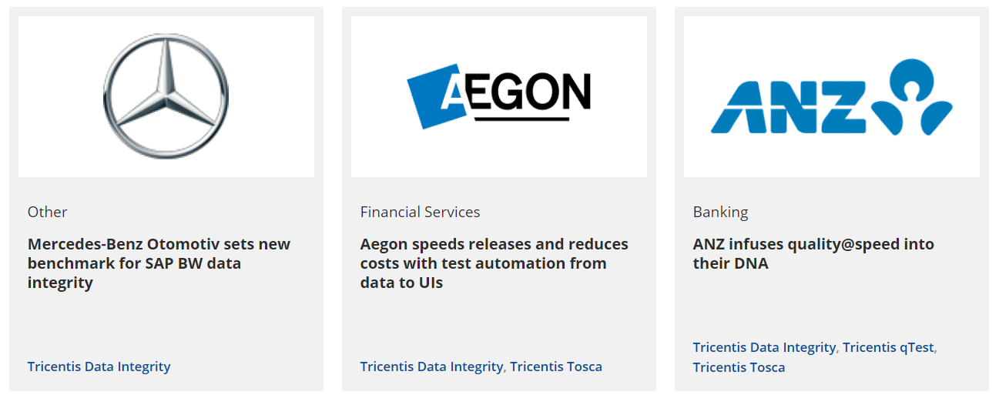 AEGON
ANZ
Other
Mercedes-Benz Otomotiv sets new
benchmark for SAP BW data
integrity
Tricentis Data Integrity
Financial Services
Aegon speeds releases and reduces
costs with test automation from
data to UIs
Tricentis Data Integrity, Tricentis Tosca
Banking
ANZ infuses quality@speed into
their DNA
Tricentis Data Integrity, Tricentis qTest,
Tricentis Tosca